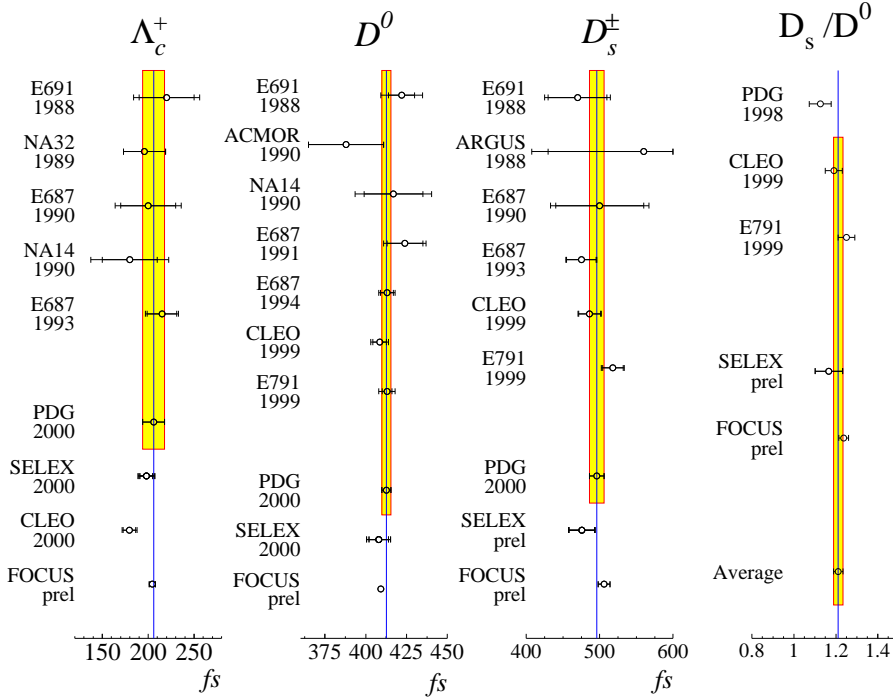 Λc+
E691
1988
NA32
1989
E687
1990
NA14
1990
E687
1993
PDG
2000
SELEX
2000
CLEO
2000
FOCUS
prel
150 200 250
fs
D0
E691
1988
ACMOR
1990
NA14
1990
E687
1991
E687
1994
CLEO
1999
E791
1999
PDG
2000
SELEX
2000
FOCUS
prel
375 400 425 450
fs
Ds±
E691
1988
ARGUS
1988
E687
1990
E687
1993
CLEO
1999
E791
1999
PDG
2000
SELEX
prel
FOCUS
prel
400 500 600
fs
Ds /D0
PDG
1998
CLEO
1999
E791
1999
SELEX
prel
FOCUS
prel
Average
0.8 1 1.2 1.4